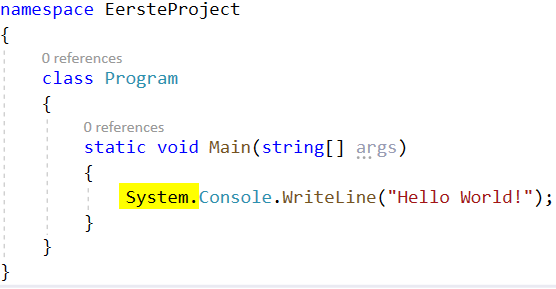 namespace EersteProject
{
0 references
class Program
{
0 references
static void Main(string[] args)
{
System.Console.WriteLine("Hello World!");
}
}
}